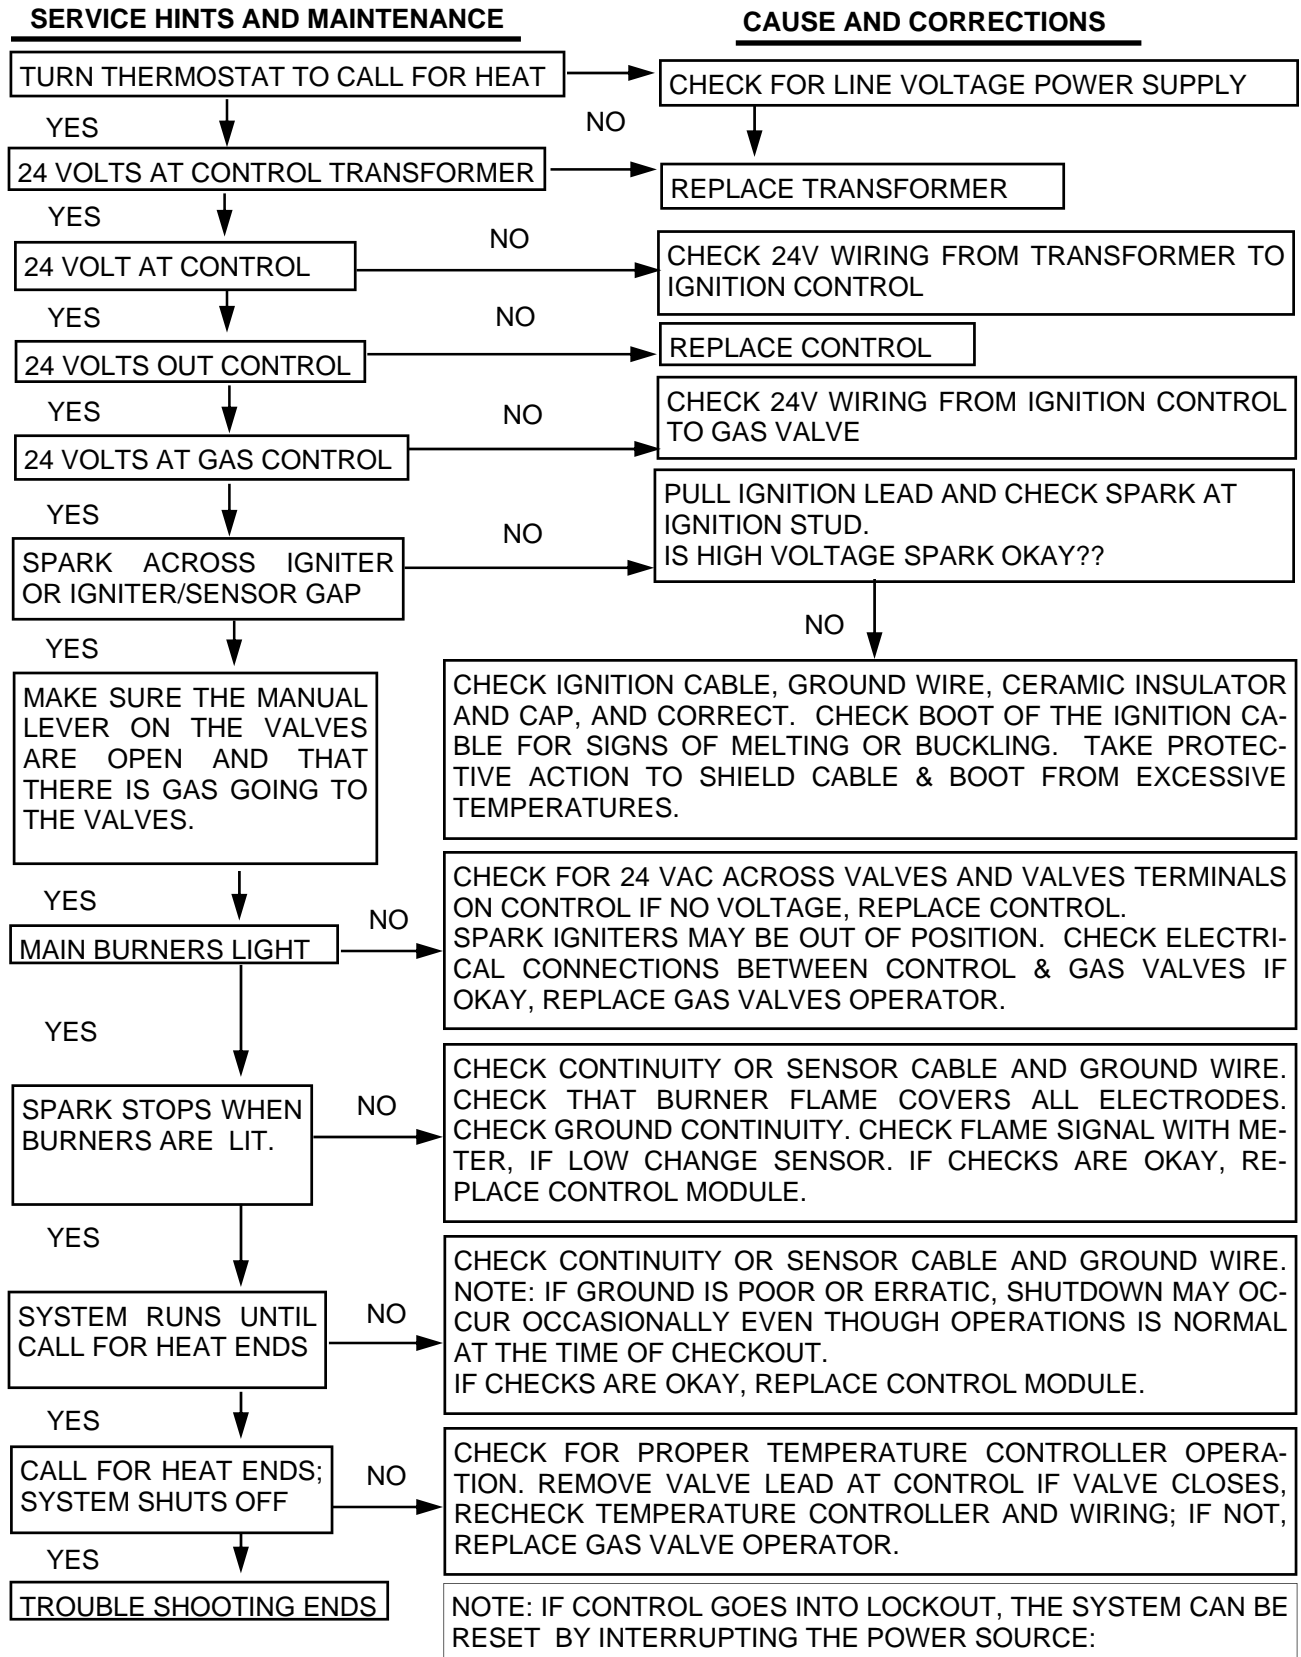 SERVICE HINTS AND MAINTENANCE
CAUSE AND CORRECTIONS
TURN THERMOSTAT TO CALL FOR HEAT
CHECK FOR LINE VOLTAGE POWER SUPPLY
YES
NO
24 VOLTS AT CONTROL TRANSFORMER
REPLACE TRANSFORMER
YES
NO
24 VOLT AT CONTROL
CHECK 24V WIRING FROM TRANSFORMER TO
IGNITION CONTROL
YES
NO
24 VOLTS OUT CONTROL
REPLACE CONTROL
YES
NO
24 VOLTS AT GAS CONTROL
CHECK 24V WIRING FROM IGNITION CONTROL
TO GAS VALVE
YES
NO
SPARK ACROSS IGNITER
OR IGNITER/SENSOR GAP
PULL IGNITION LEAD AND CHECK SPARK AT
IGNITION STUD.
IS HIGH VOLTAGE SPARK OKAY??
YES
NO
MAKE SURE THE MANUAL
LEVER ON THE VALVES
ARE OPEN AND THAT
THERE IS GAS GOING TO
THE VALVES.
CHECK IGNITION CABLE, GROUND WIRE, CERAMIC INSULATOR
AND CAP, AND CORRECT. CHECK BOOT OF THE IGNITION CA-
BLE FOR SIGNS OF MELTING OR BUCKLING. TAKE PROTEC-
TIVE ACTION TO SHIELD CABLE & BOOT FROM EXCESSIVE
TEMPERATURES.
YES
NO
MAIN BURNERS LIGHT
CHECK FOR 24 VAC ACROSS VALVES AND VALVES TERMINALS
ON CONTROL IF NO VOLTAGE, REPLACE CONTROL.
SPARK IGNITERS MAY BE OUT OF POSITION. CHECK ELECTRI-
CAL CONNECTIONS BETWEEN CONTROL & GAS VALVES IF
OKAY, REPLACE GAS VALVES OPERATOR.
YES
NO
SPARK STOPS WHEN
BURNERS ARE LIT.
CHECK CONTINUITY OR SENSOR CABLE AND GROUND WIRE.
CHECK THAT BURNER FLAME COVERS ALL ELECTRODES.
CHECK GROUND CONTINUITY. CHECK FLAME SIGNAL WITH ME-
TER, IF LOW CHANGE SENSOR. IF CHECKS ARE OKAY, RE-
PLACE CONTROL MODULE.
YES
NO
SYSTEM RUNS UNTIL
CALL FOR HEAT ENDS
CHECK CONTINUITY OR SENSOR CABLE AND GROUND WIRE.
NOTE: IF GROUND IS POOR OR ERRATIC, SHUTDOWN MAY OC-
CUR OCCASIONALLY EVEN THOUGH OPERATIONS IS NORMAL
AT THE TIME OF CHECKOUT.
IF CHECKS ARE OKAY, REPLACE CONTROL MODULE.
YES
NO
CALL FOR HEAT ENDS;
SYSTEM SHUTS OFF
CHECK FOR PROPER TEMPERATURE CONTROLLER OPERA-
TION. REMOVE VALVE LEAD AT CONTROL IF VALVE CLOSES,
RECHECK TEMPERATURE CONTROLLER AND WIRING; IF NOT,
REPLACE GAS VALVE OPERATOR.
YES
TROUBLE SHOOTING ENDS
NOTE: IF CONTROL GOES INTO LOCKOUT, THE SYSTEM CAN BE
RESET BY INTERRUPTING THE POWER SOURCE: